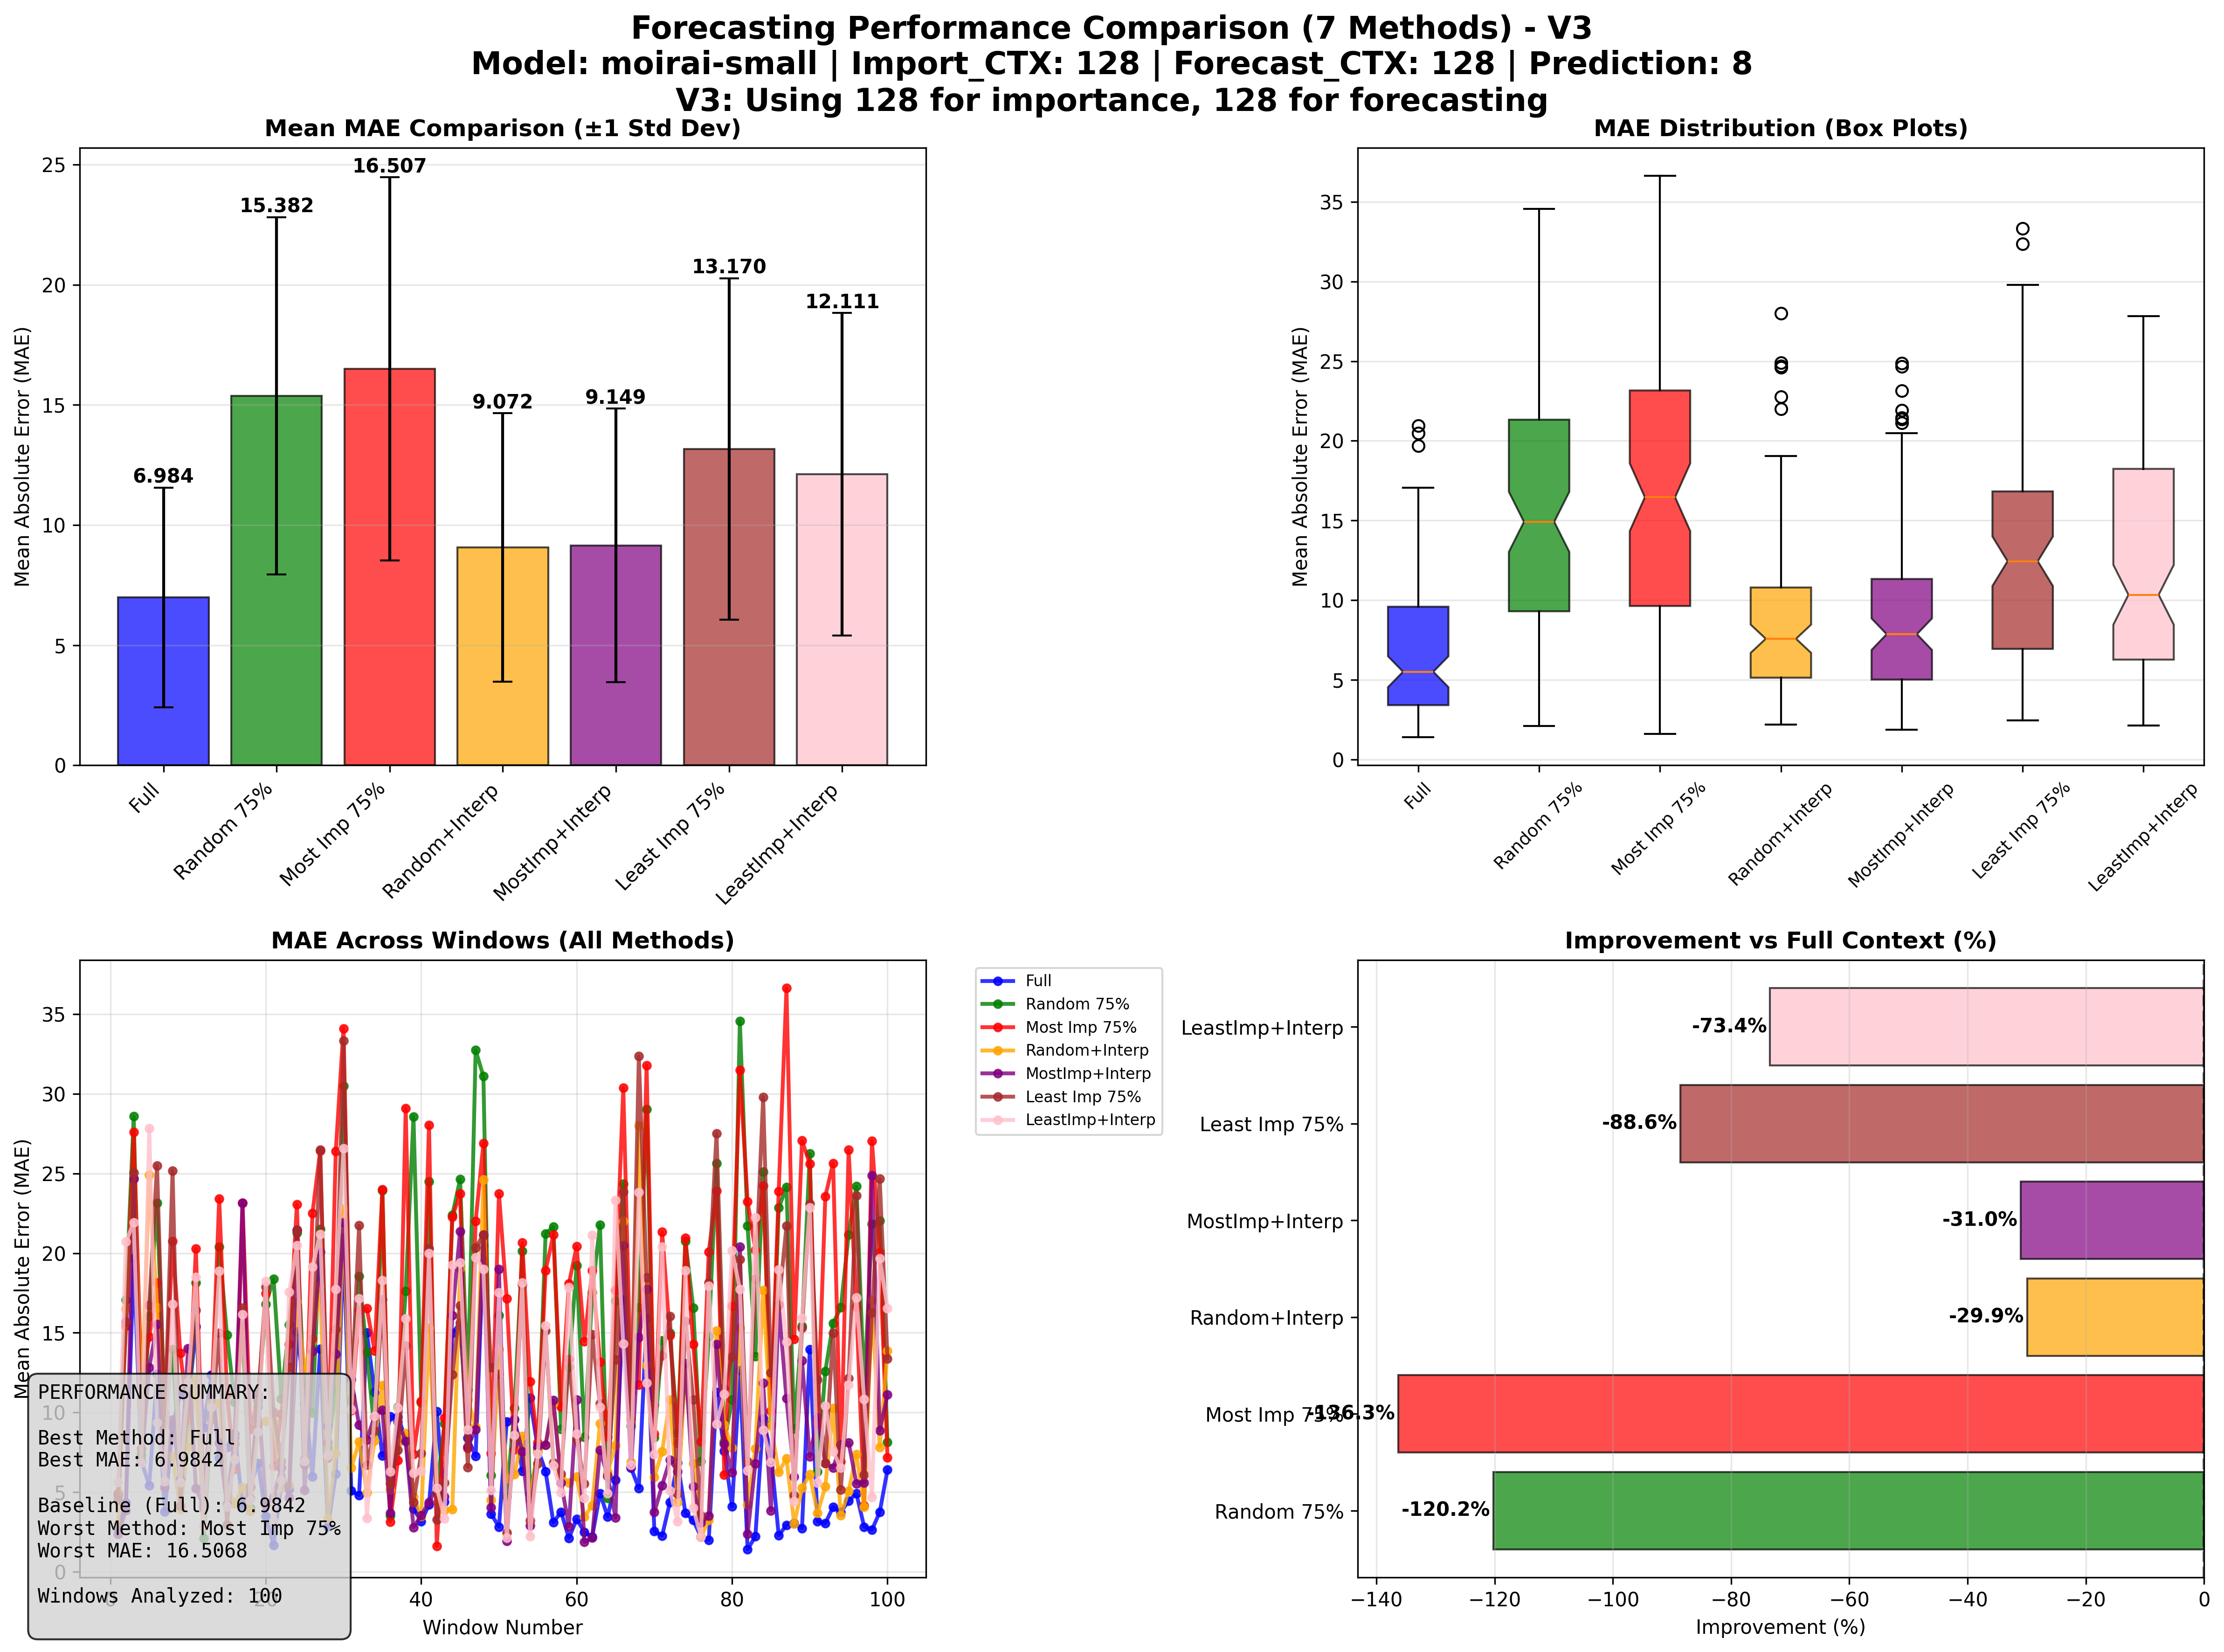 Forecasting Performance Comparison (7 Methods) - V3
Model: moirai-small | Import_CTX: 128 | Forecast_CTX: 128 | Prediction: 8
V3: Using 128 for importance, 128 for forecasting
Mean MAE Comparison (±1 Std Dev)
Mean Absolute Error (MAE)
25
20
15
10
5
0
6.984
15.382
16.507
9.072
9.149
13.170
12.111
Full
Random 75%
Most Imp 75%
Random+Interp
MostImp+Interp
Least Imp 75%
LeastImp+Interp
MAE Distribution (Box Plots)
Mean Absolute Error (MAE)
35
30
25
20
15
10
5
0
Full
Random 75%
Most Imp 75%
Random+Interp
MostImp+Interp
Least Imp 75%
LeastImp+Interp
MAE Across Windows (All Methods)
Mean Absolute Error (MAE)
35
30
25
20
15
10
5
0
0
20
40
60
80
100
Window Number
Full
Random 75%
Most Imp 75%
Random+Interp
MostImp+Interp
Least Imp 75%
LeastImp+Interp
PERFORMANCE SUMMARY:
Best Method: Full
Best MAE: 6.9842
Baseline (Full): 6.9842
Worst Method: Most Imp 75%
Worst MAE: 16.5068
Windows Analyzed: 100
Improvement vs Full Context (%)
LeastImp+Interp
-73.4%
Least Imp 75%
-88.6%
MostImp+Interp
-31.0%
Random+Interp
-29.9%
Most Imp 75%
-136.3%
Random 75%
-120.2%
−140
−120
−100
−80
−60
−40
−20
0
Improvement (%)